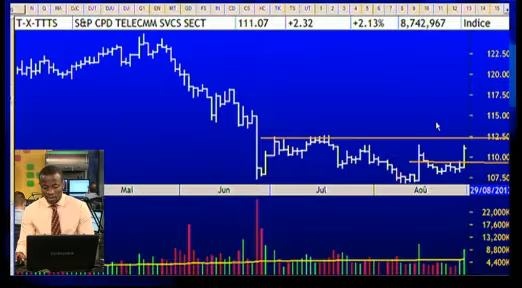 T-X-TTTS S&P CPD TELECMM SVCS SECT 111.07 +2.32 +2.13% 8,742,967 Indice
122.50
120.00
117.50
115.00
112.50
110.00
107.50
Mai Jun Jul Aoû 29/08/201
22,000K
17,600K
13,200K
8,800K
4,400K